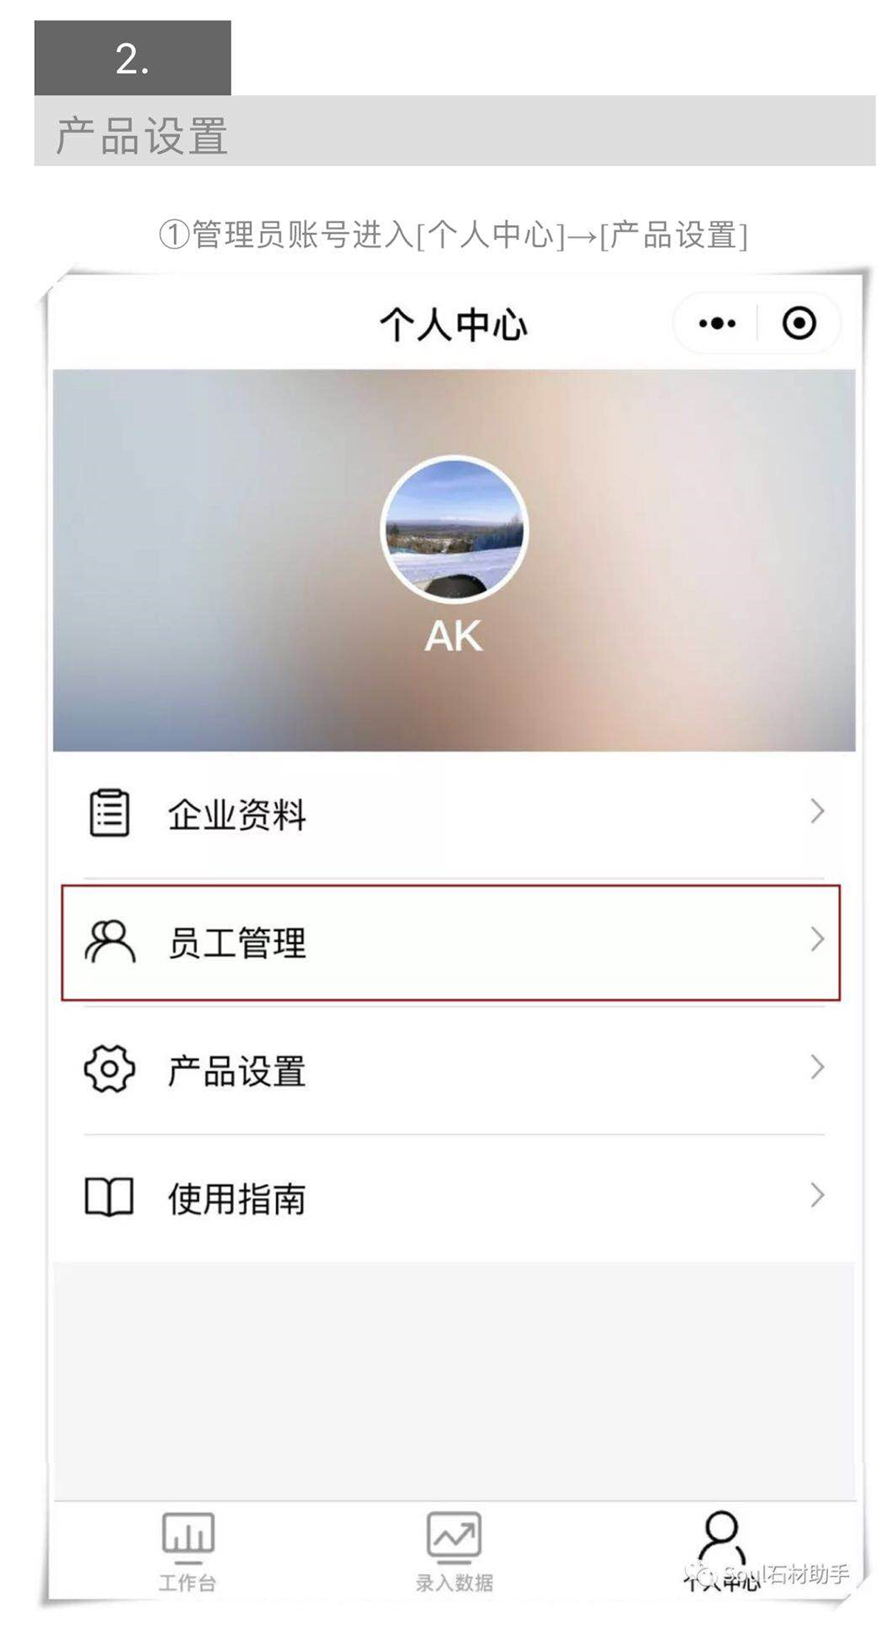 2.
产品设置
①管理员账号进入[个人中心]→[产品设置]
个人中心
AK
企业资料
员工管理
产品设置
使用指南
工作台
录入数据
个人中心
Soul石材助手